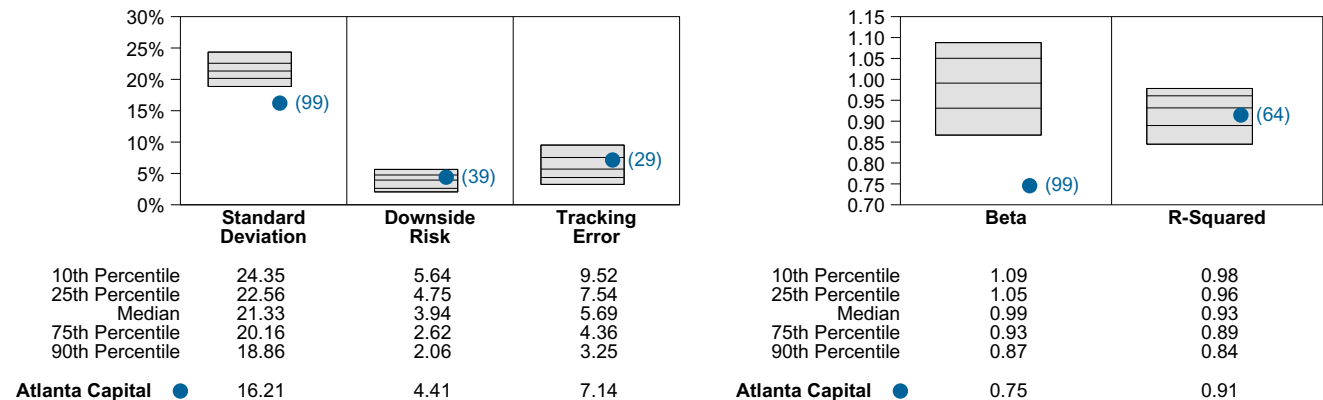 30%
25%
20%
15%
10%
5%
0%
(99)
(39)
(29)
Standard Deviation
Downside Risk
Tracking Error
10th Percentile 24.35 5.64 9.52
25th Percentile 22.56 4.75 7.54
Median 21.33 3.94 5.69
75th Percentile 20.16 2.62 4.36
90th Percentile 18.86 2.06 3.25
Atlanta Capital 16.21 4.41 7.14
1.15
1.10
1.05
1.00
0.95
0.90
0.85
0.80
0.75
0.70
(99)
(64)
Beta
R-Squared
10th Percentile 1.09 0.98
25th Percentile 1.05 0.96
Median 0.99 0.93
75th Percentile 0.93 0.89
90th Percentile 0.87 0.84
Atlanta Capital 0.75 0.91